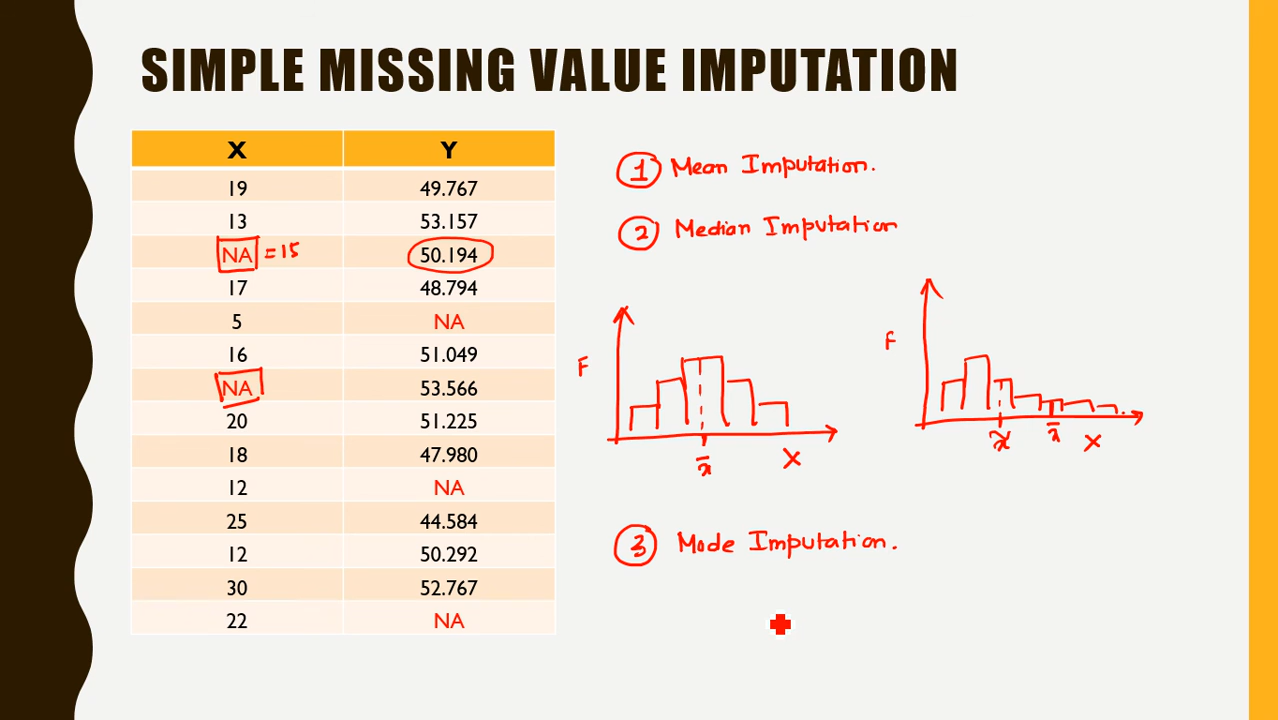 SIMPLE MISSING VALUE IMPUTATION
X Y
19 49.767
13 53.157
NA = 15 50.194
17 48.794
5 NA
16 51.049
NA 53.566
20 51.225
18 47.980
12 NA
25 44.584
12 50.292
30 52.767
22 NA
1 Mean Imputation.
2 Median Imputation
F
x̄ X
F
x̃ x̄ X
3 Mode Imputation.